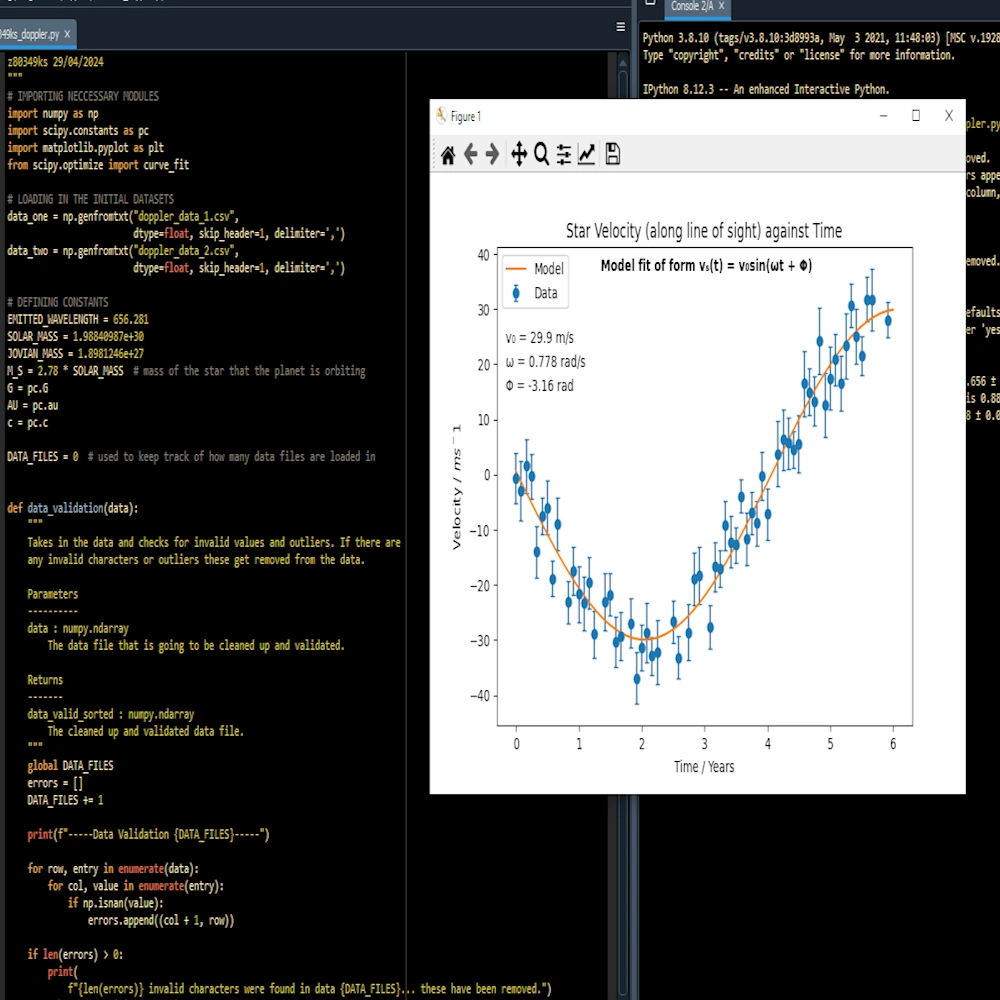 49ks_doppler.py
z80349ks 29/04/2024
"""
# IMPORTING NECCESSARY MODULES
import numpy as np
import scipy.constants as pc
import matplotlib.pyplot as plt
from scipy.optimize import curve_fit
# LOADING IN THE INITIAL DATASETS
data_one = np.genfromtxt("doppler_data_1.csv",
dtype=float, skip_header=1, delimiter=',')
data_two = np.genfromtxt("doppler_data_2.csv",
dtype=float, skip_header=1, delimiter=',')
# DEFINING CONSTANTS
EMITTED_WAVELENGTH = 656.281
SOLAR_MASS = 1.98840987e+30
JOVIAN_MASS = 1.8981246e+27
M_S = 2.78 * SOLAR_MASS # mass of the star that the planet is orbiting
G = pc.G
AU = pc.au
c = pc.c
DATA_FILES = 0 # used to keep track of how many data files are loaded in
def data_validation(data):
"""
Takes in the data and checks for invalid values and outliers. If there are
any invalid characters or outliers these get removed from the data.
Parameters
----------
data : numpy.ndarray
The data file that is going to be cleaned up and validated.
Returns
-------
data_valid_sorted : numpy.ndarray
The cleaned up and validated data file.
"""
global DATA_FILES
errors = []
DATA_FILES += 1
print(f"-----Data Validation {DATA_FILES}-----")
for row, entry in enumerate(data):
for col, value in enumerate(entry):
if np.isnan(value):
errors.append((col + 1, row))
if len(errors) > 0:
print(
f"{len(errors)} invalid characters were found in data {DATA_FILES}... these have been removed.")
Console 2/A
Python 3.8.10 (tags/v3.8.10:3d8993a, May 3 2021, 11:48:03) [MSC v.1928
Type "copyright", "credits" or "license" for more information.
IPython 8.12.3 -- An enhanced Interactive Python.
pler.py
oved.
rs appe
column,
emoved.
efaults
er 'yes
.656 ±
is 0.88
8 ± 0.0
Figure 1
Star Velocity (along line of sight) against Time
Model fit of form vₛ(t) = v₀sin(ωt + Φ)
Model
Data
v₀ = 29.9 m/s
ω = 0.778 rad/s
Φ = -3.16 rad
40
30
20
10
0
−10
−20
−30
−40
Velocity / ms⁻¹
0 1 2 3 4 5 6
Time / Years